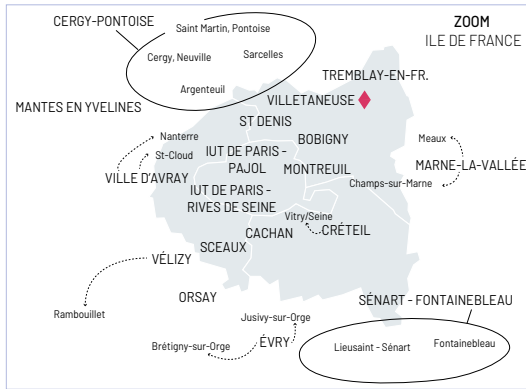 CERGY-PONTOISE
Saint Martin, Pontoise
Cergy, Neuville
Sarcelles
Argenteuil
ZOOM
ILE DE FRANCE
TREMBLAY-EN-FR.
MANTES EN YVELINES
VILLETANEUSE
ST DENIS
BOBIGNY
Nanterre
St-Cloud
VILLE D'AVRAY
IUT DE PARIS -
PAJOL
MONTREUIL
Meaux
MARNE-LA-VALLÉE
Champs-sur-Marne
IUT DE PARIS -
RIVES DE SEINE
Vitry/Seine
CACHAN
CRÉTEIL
SCEAUX
VÉLIZY
ORSAY
Rambouillet
SÉNART - FONTAINEBLEAU
Jusivy-sur-Orge
Brétigny-sur-Orge
ÉVRY
Lieusaint - Sénart
Fontainebleau